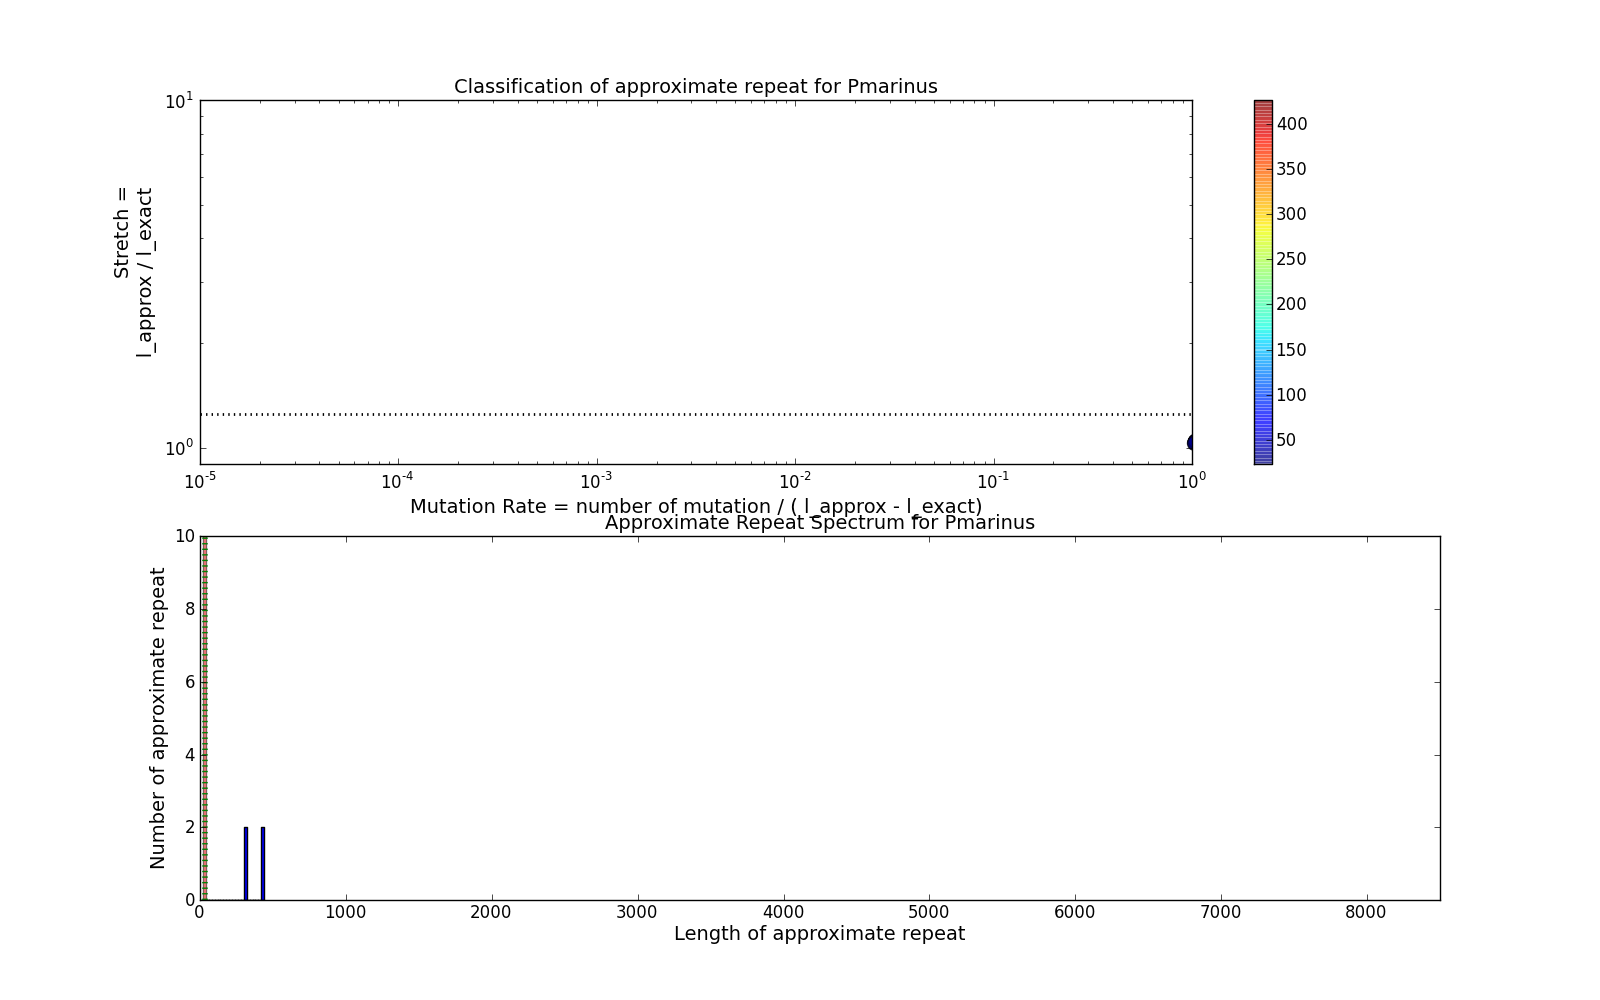 Classification of approximate repeat for Pmarinus
10^1
10^0
Stretch =
l_approx / l_exact
10^-5 10^-4 10^-3 10^-2 10^-1 10^0
Mutation Rate = number of mutation / ( l_approx - l_exact)
400
350
300
250
200
150
100
50
Approximate Repeat Spectrum for Pmarinus
10
8
6
4
2
0
Number of approximate repeat
0 1000 2000 3000 4000 5000 6000 7000 8000
Length of approximate repeat